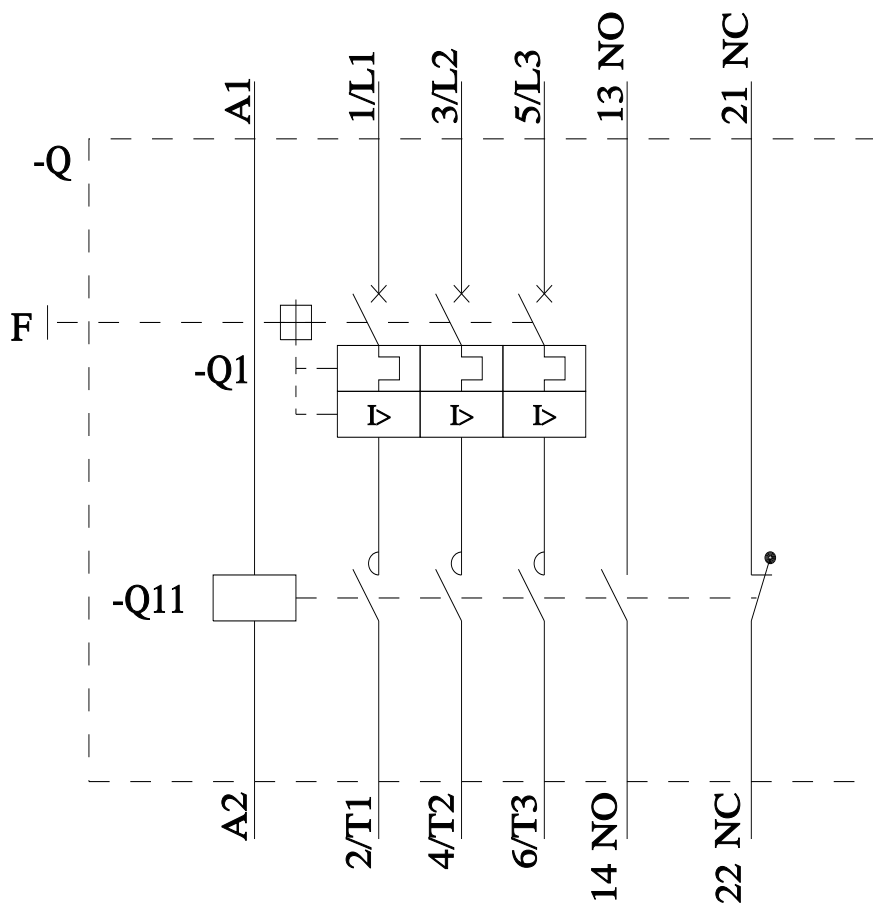 A1
1/L1
3/L2
5/L3
13 NO
21 NC
-Q
F
-Q1
I>
I>
I>
-Q11
A2
2/T1
4/T2
6/T3
14 NO
22 NC